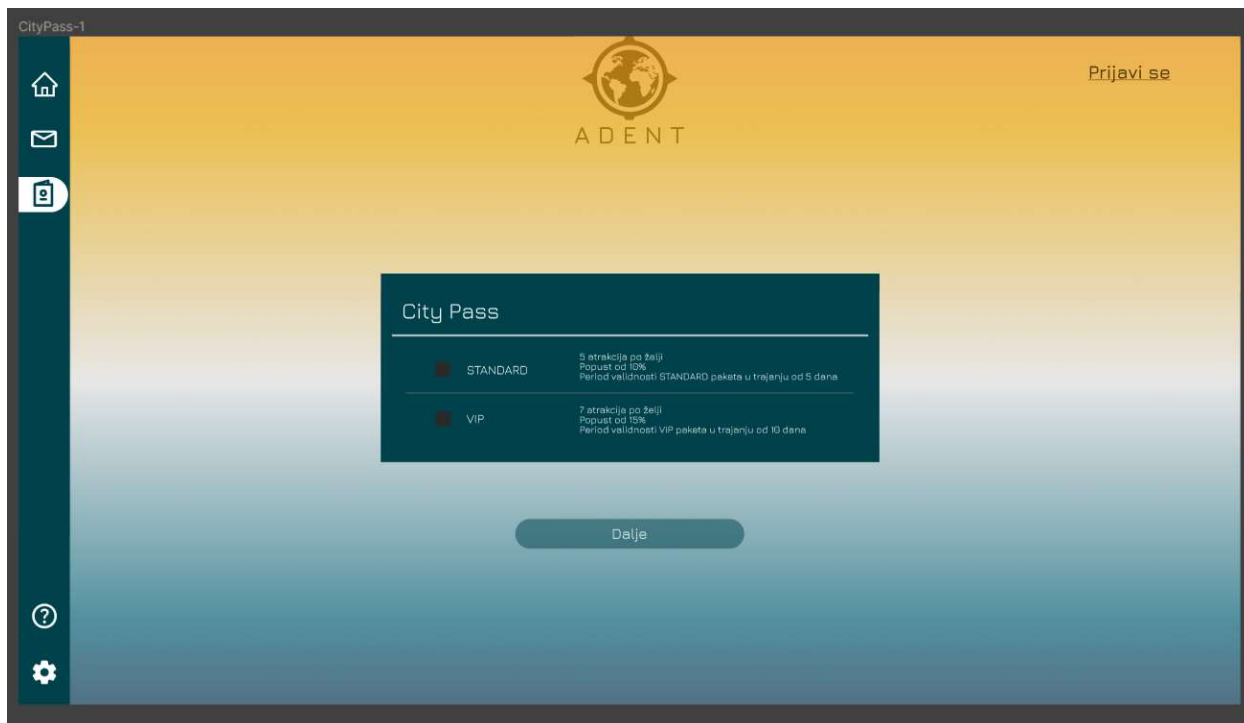 CityPass-1
ADENT
Prijavi se
City Pass
STANDARD
5 atrakcija po želji
Popust od 10%
Period validnosti STANDARD paketa u trajanju od 5 dana
VIP
7 atrakcija po želji
Popust od 15%
Period validnosti VIP paketa u trajanju od 10 dana
Dalje